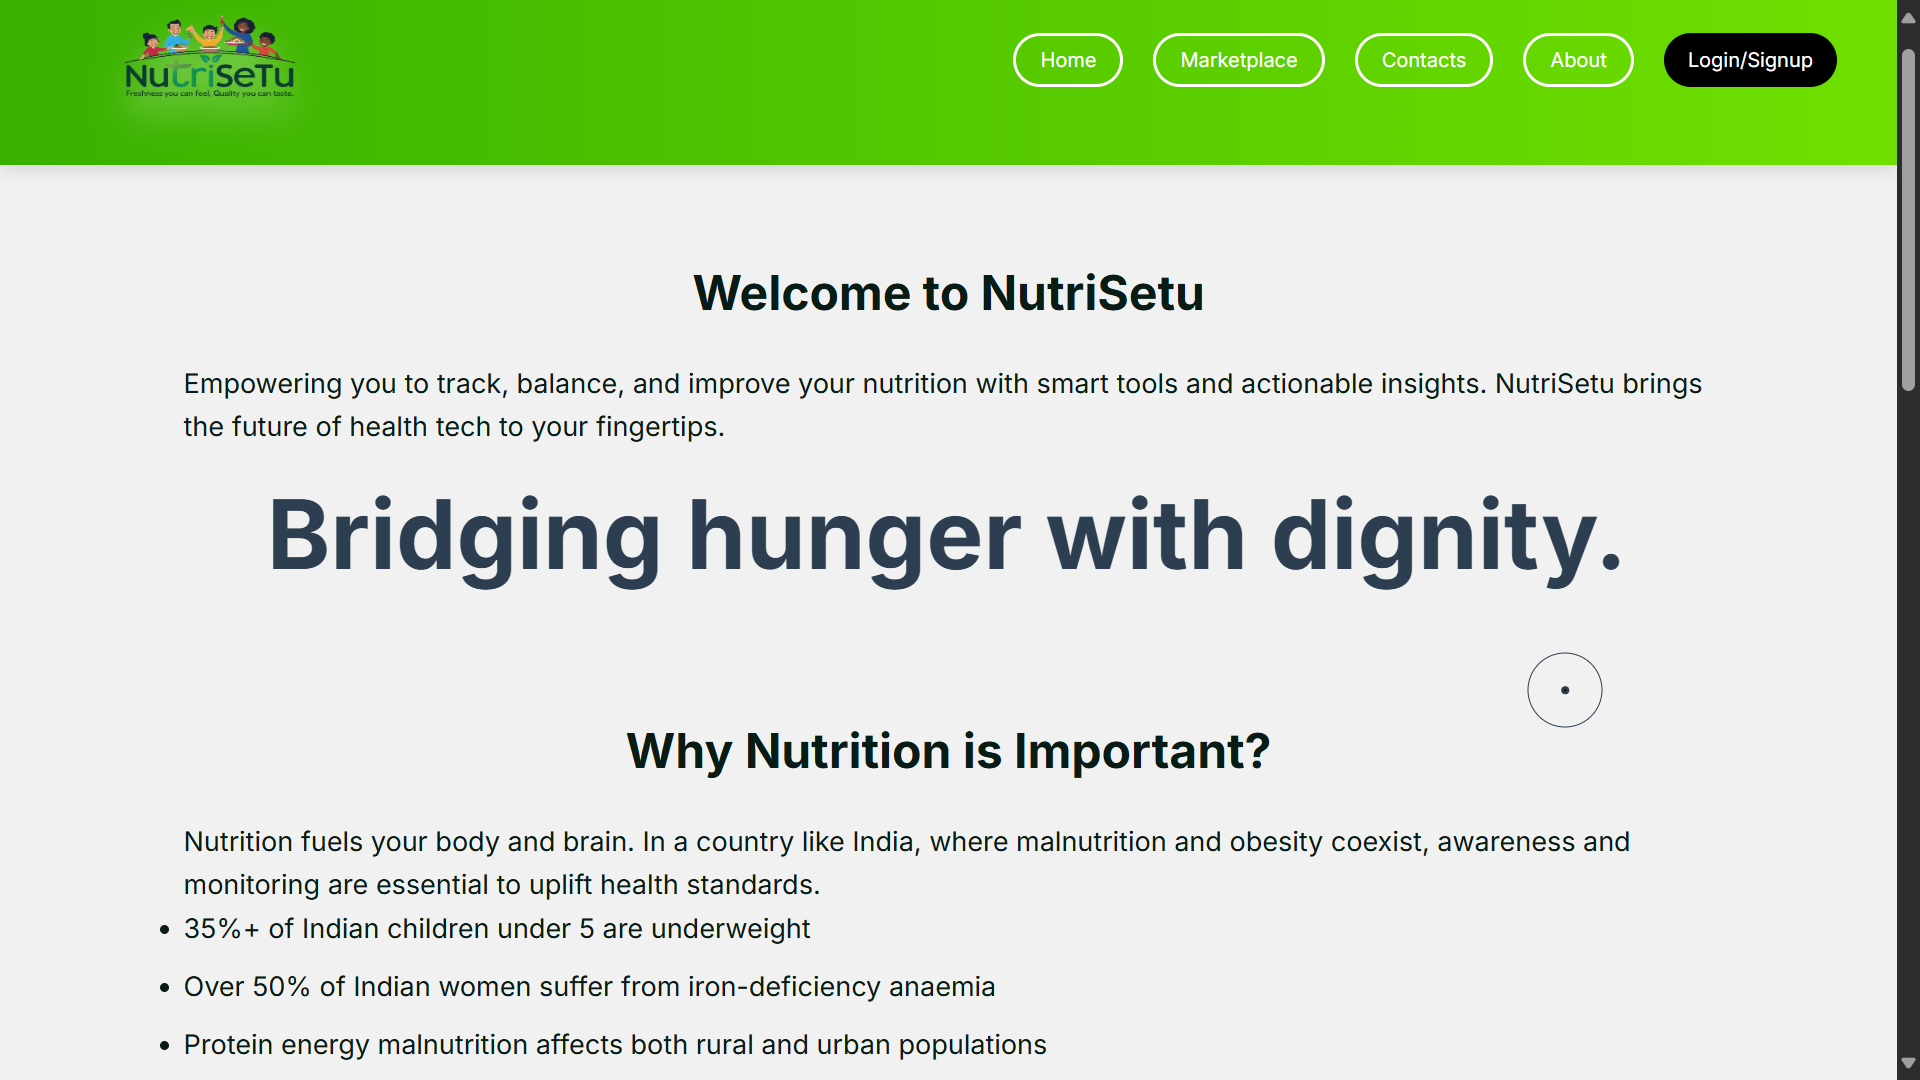 NutriSeTu
Freshness you can feel, Quality you can taste.
Home
Marketplace
Contacts
About
Login/Signup
Welcome to NutriSetu
Empowering you to track, balance, and improve your nutrition with smart tools and actionable insights. NutriSetu brings
the future of health tech to your fingertips.
Bridging hunger with dignity.
Why Nutrition is Important?
Nutrition fuels your body and brain. In a country like India, where malnutrition and obesity coexist, awareness and
monitoring are essential to uplift health standards.
• 35%+ of Indian children under 5 are underweight
• Over 50% of Indian women suffer from iron-deficiency anaemia
• Protein energy malnutrition affects both rural and urban populations